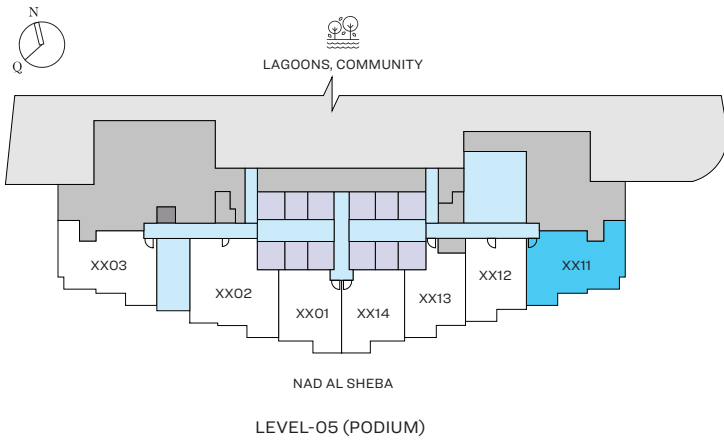 N
Q
LAGOONS, COMMUNITY
XX03
XX02
XX01
XX14
XX13
XX12
XX11
NAD AL SHEBA
LEVEL-05 (PODIUM)